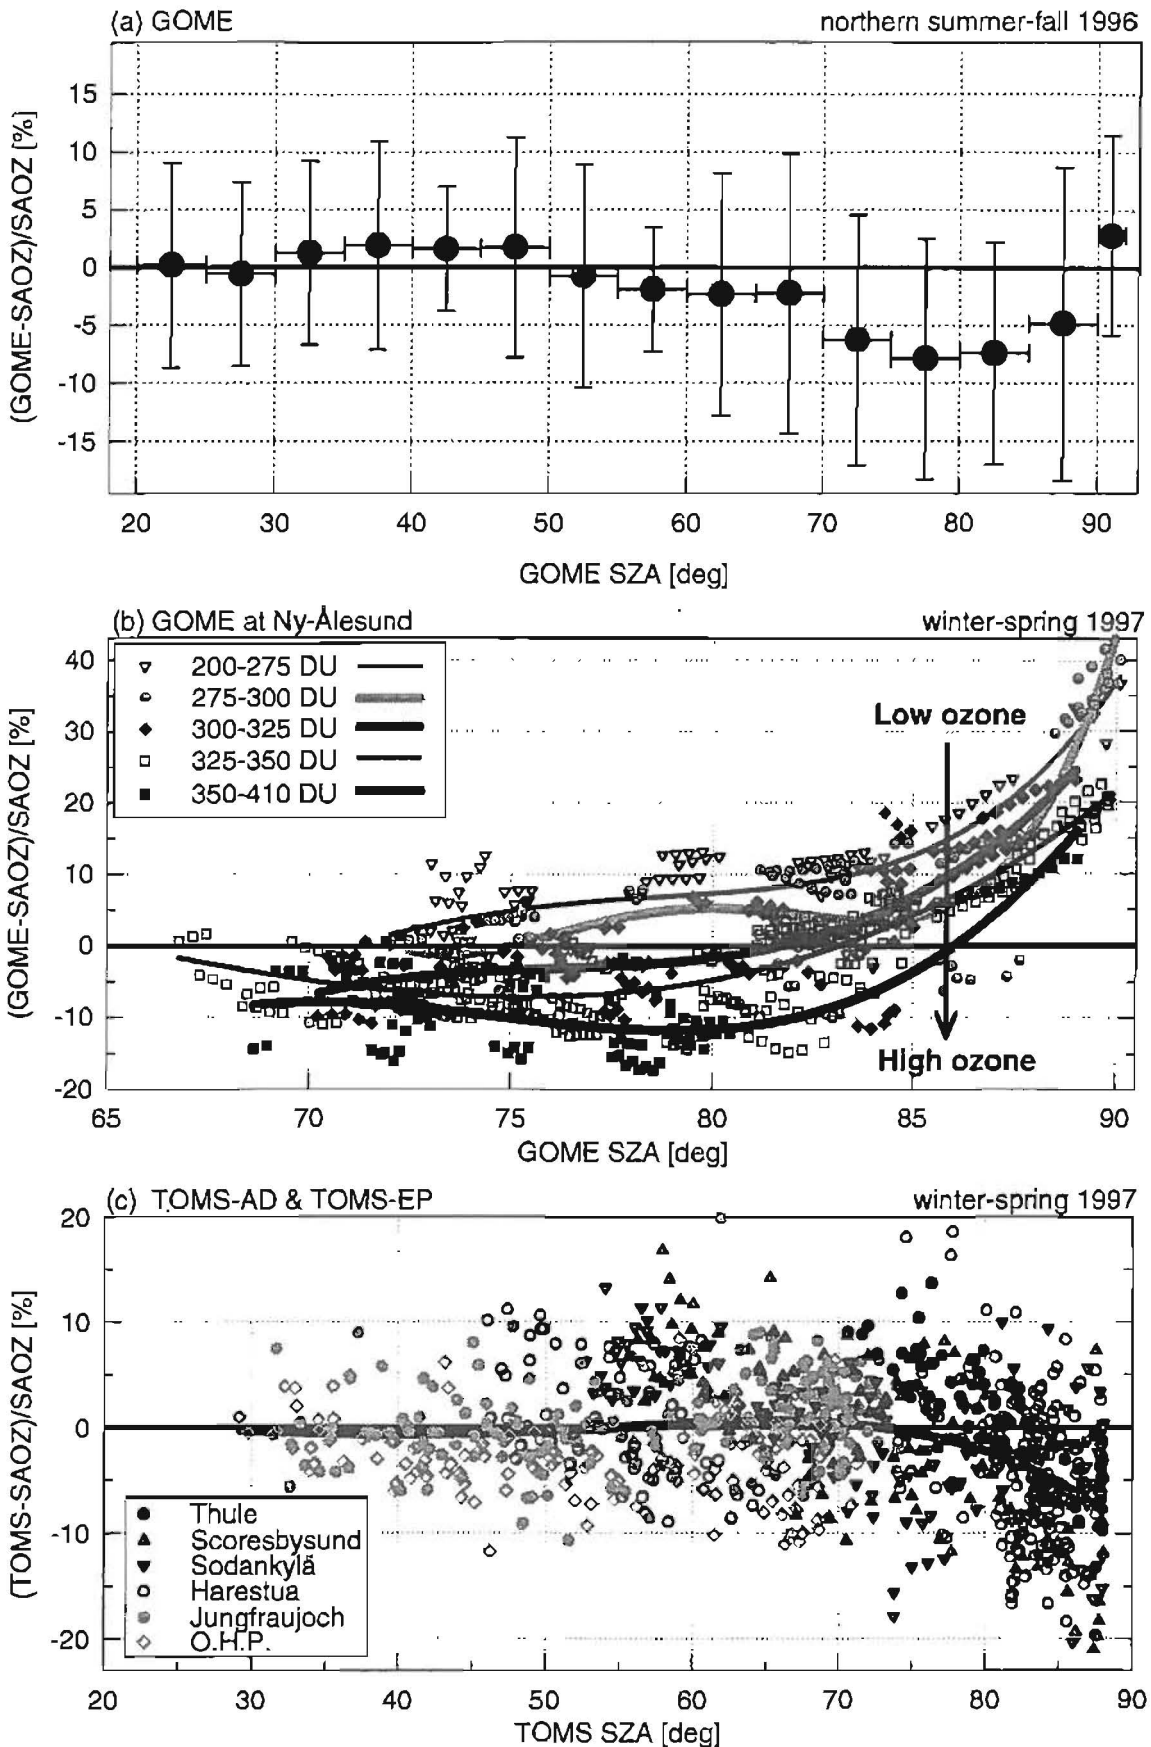 (a) GOME northern summer-fall 1996
15
10
5
0
-5
-10
-15
(GOME-SAOZ)/SAOZ [%]
20 30 40 50 60 70 80 90
GOME SZA [deg]
(b) GOME at Ny-Ålesund winter-spring 1997
40
30
20
10
0
-10
-20
(GOME-SAOZ)/SAOZ [%]
200-275 DU
275-300 DU
300-325 DU
325-350 DU
350-410 DU
Low ozone
High ozone
65 70 75 80 85 90
GOME SZA [deg]
(c) TOMS-AD & TOMS-EP winter-spring 1997
20
10
0
-10
-20
(TOMS-SAOZ)/SAOZ [%]
Thule
Scoresbysund
Sodankylä
Harestua
Jungfraujoch
O.H.P.
20 30 40 50 60 70 80 90
TOMS SZA [deg]